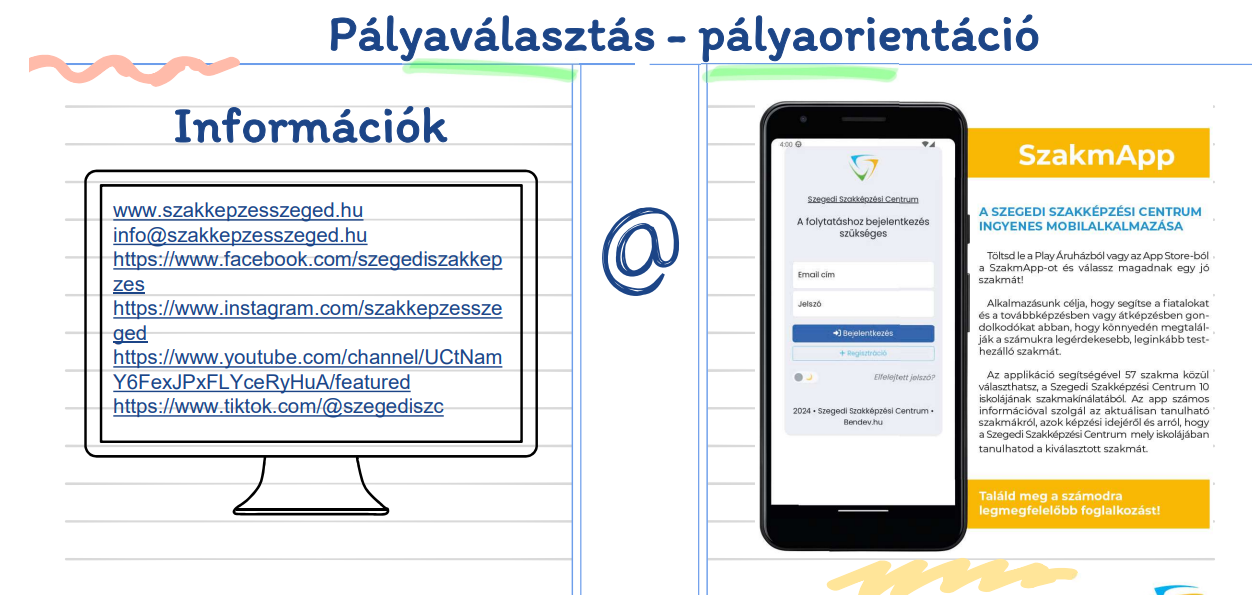 Pályaválasztás - pályaorientáció
Információk
www.szakkepzesszeged.hu
info@szakkepzesszeged.hu
https://www.facebook.com/szegediszakkep
zes
https://www.instagram.com/szakkepzessze
ged
https://www.youtube.com/channel/UCtNam
Y6FexJPxFLYceRyHuA/featured
https://www.tiktok.com/@szegediszc
@
4:00
Szegedi Szakképzési Centrum
A folytatáshoz bejelentkezés
szükséges
Email cím
Jelszó
Bejelentkezés
+ Regisztráció
Elfelejtett jelszó?
2024 • Szegedi Szakképzési Centrum •
Bendev.hu
SzakmApp
A SZEGEDI SZAKKÉPZÉSI CENTRUM
INGYENES MOBILALKALMAZÁSA
Töltsd le a Play Áruházból vagy az App Store-ból
a SzakmApp-ot és válassz magadnak egy jó
szakmát!
Alkalmazásunk célja, hogy segítse a fiatalokat
és a továbbképzésben vagy átképzésben gon-
dolkodókat abban, hogy könnyedén megtalál-
ják a számukra legérdekesebb, leginkább test-
hezálló szakmát.
Az applikáció segítségével 57 szakma közül
választhatsz, a Szegedi Szakképzési Centrum 10
iskolájának szakmakínálatából. Az app számos
információval szolgál az aktuálisan tanulható
szakmákról, azok képzési idejéről és arról, hogy
a Szegedi Szakképzési Centrum mely iskolájában
tanulhatod a kiválasztott szakmát.
Találd meg a számodra
legmegfelelőbb foglalkozást!